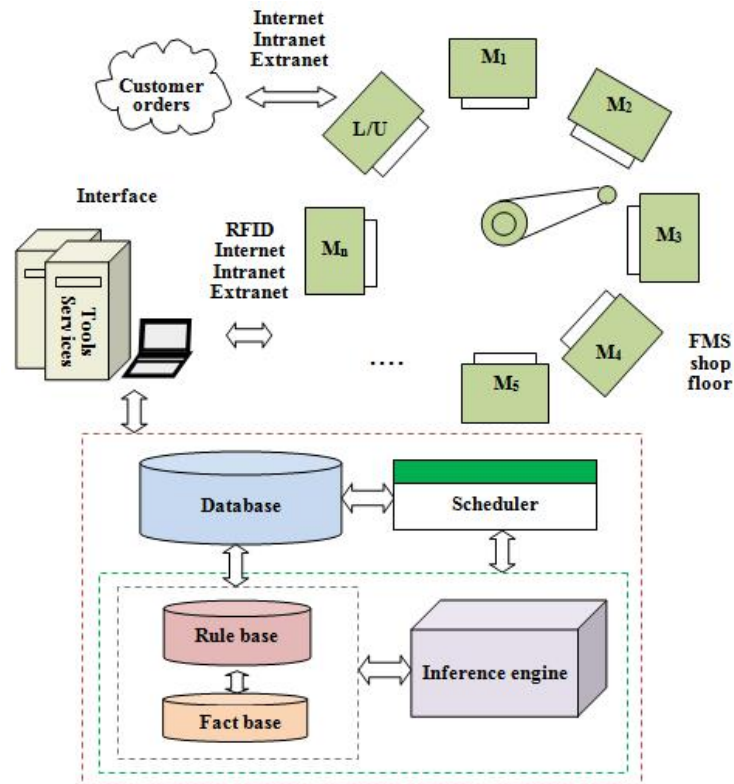 Internet
Intranet
Extranet
Customer
orders
L/U
M₁
M₂
Interface
RFID
Internet
Intranet
Extranet
Mₙ
M₃
Tools
Services
....
M₄
M₅
FMS
shop
floor
Database
Scheduler
Rule base
Inference engine
Fact base